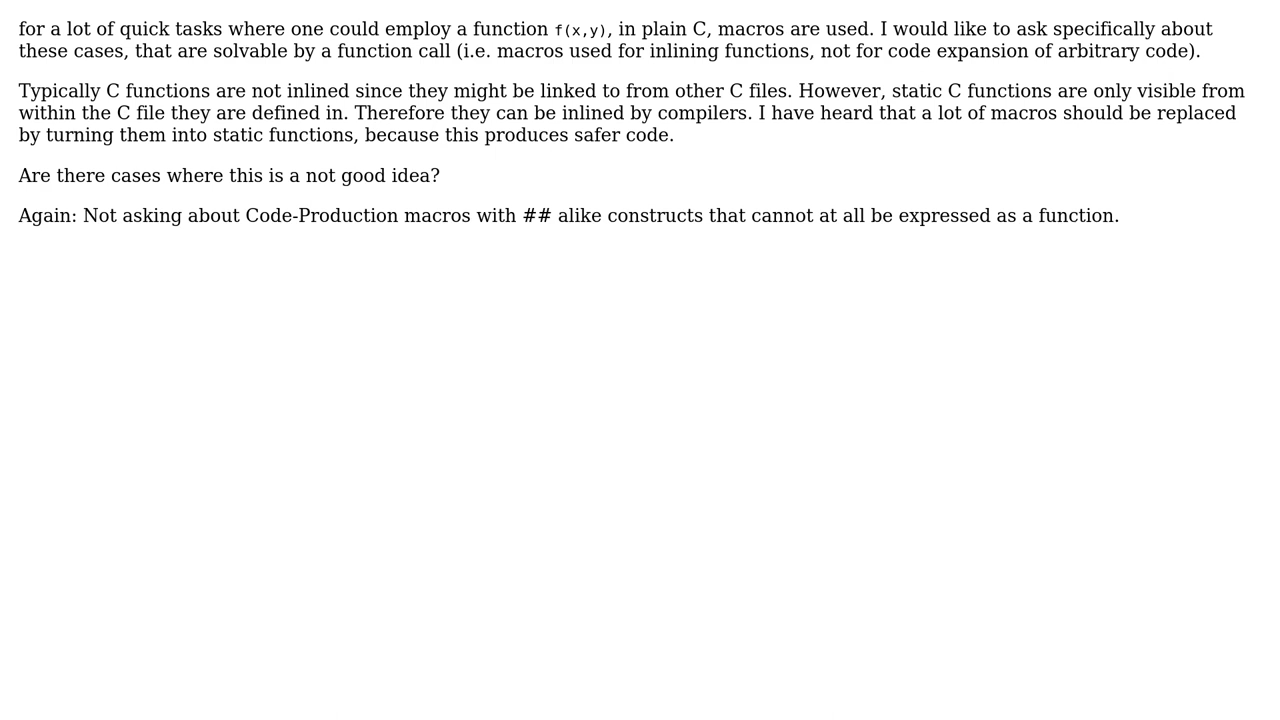 for a lot of quick tasks where one could employ a function f(x,y), in plain C, macros are used. I would like to ask specifically about
these cases, that are solvable by a function call (i.e. macros used for inlining functions, not for code expansion of arbitrary code).
Typically C functions are not inlined since they might be linked to from other C files. However, static C functions are only visible from
within the C file they are defined in. Therefore they can be inlined by compilers. I have heard that a lot of macros should be replaced
by turning them into static functions, because this produces safer code.
Are there cases where this is a not good idea?
Again: Not asking about Code-Production macros with ## alike constructs that cannot at all be expressed as a function.